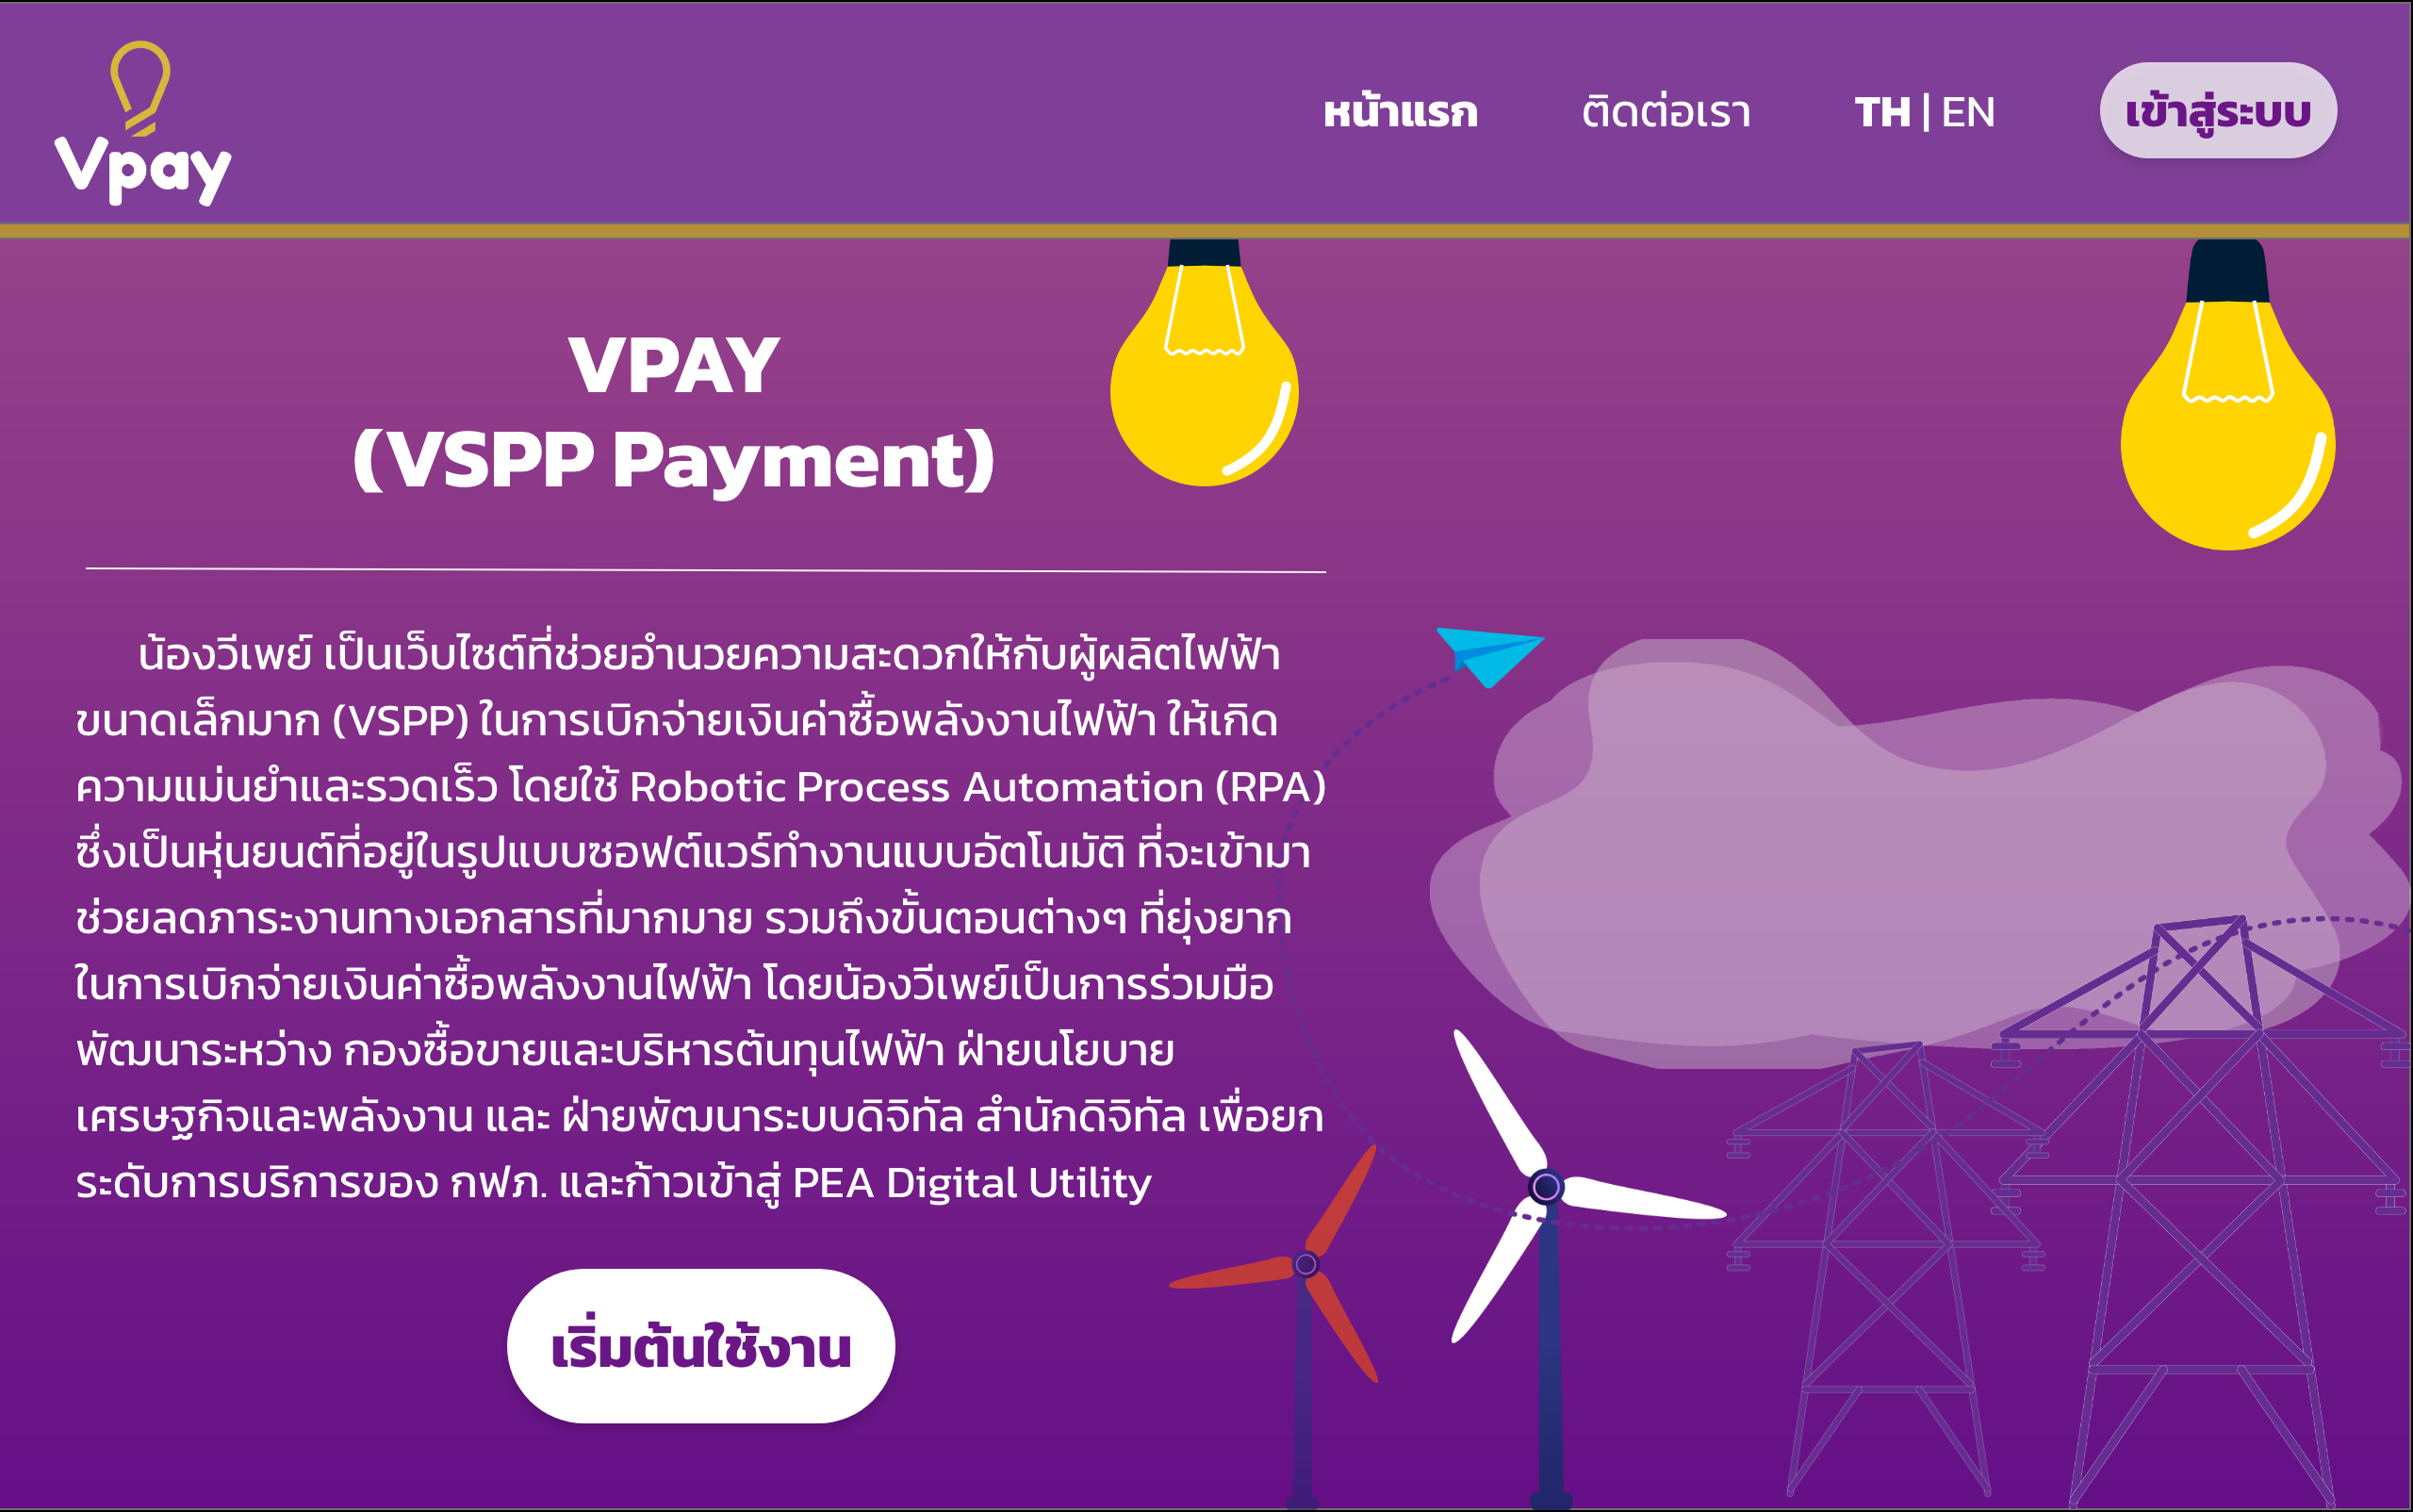 Vpay
หน้าแรก
ติดต่อเรา
TH | EN
เข้าสู่ระบบ
VPAY
(VSPP Payment)
น้องวีเพย์ เป็นเว็บไซต์ที่ช่วยอำนวยความสะดวกให้กับผู้ผลิตไฟฟ้า
ขนาดเล็กมาก (VSPP) ในการเบิกจ่ายเงินค่าซื้อพลังงานไฟฟ้า ให้เกิด
ความแม่นยำและรวดเร็ว โดยใช้ Robotic Process Automation (RPA)
ซึ่งเป็นหุ่นยนต์ที่อยู่ในรูปแบบซอฟต์แวร์ทำงานแบบอัตโนมัติ ที่จะเข้ามา
ช่วยลดภาระงานทางเอกสารที่มากมาย รวมถึงขั้นตอนต่างๆ ที่ยุ่งยาก
ในการเบิกจ่ายเงินค่าซื้อพลังงานไฟฟ้า โดยน้องวีเพย์เป็นการร่วมมือ
พัฒนาระหว่าง กองซื้อขายและบริหารต้นทุนไฟฟ้า ฝ่ายนโยบาย
เศรษฐกิจและพลังงาน และ ฝ่ายพัฒนาระบบดิจิทัล สำนักดิจิทัล เพื่อยก
ระดับการบริการของ กฟภ. และก้าวเข้าสู่ PEA Digital Utility
เริ่มต้นใช้งาน